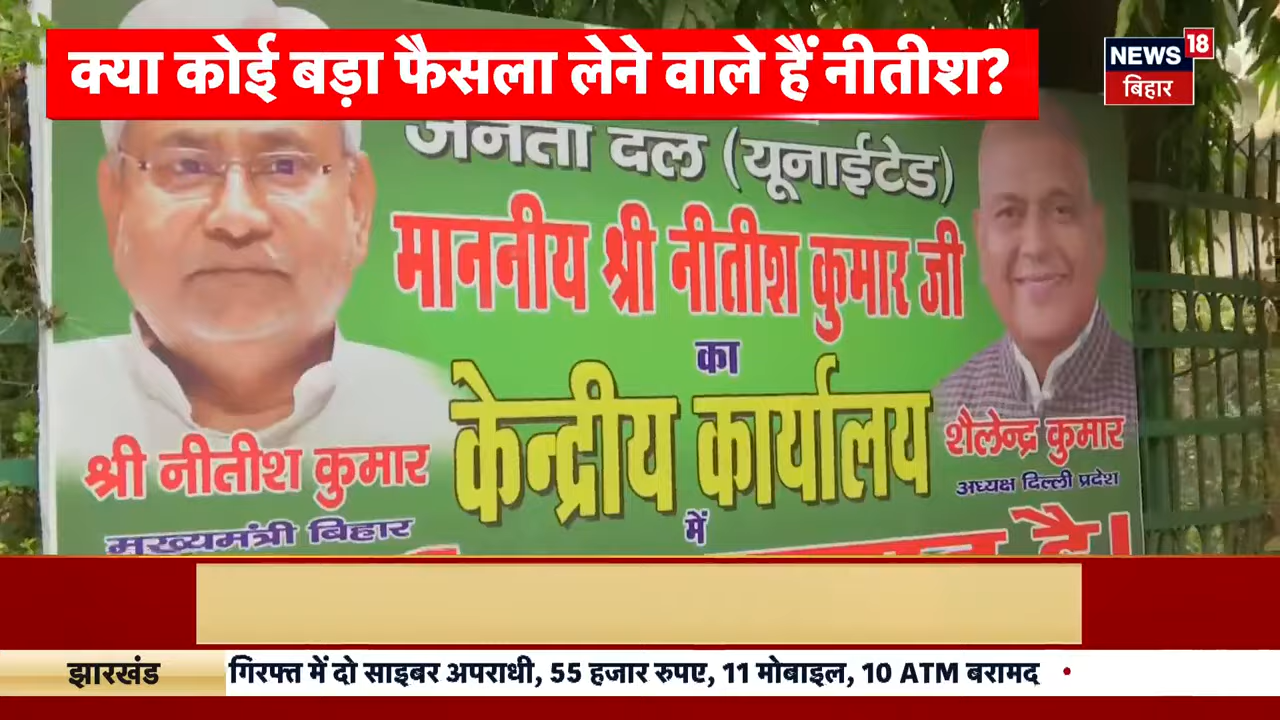 क्या कोई बड़ा फैसला लेने वाले हैं नीतीश?
NEWS 18
बिहार
जनता दल (यूनाईटेड)
माननीय श्री नीतीश कुमार जी
का
केन्द्रीय कार्यालय
में
श्री नीतीश कुमार
मुख्यमंत्री बिहार
शैलेन्द्र कुमार
अध्यक्ष दिल्ली प्रदेश
है।
झारखंड
गिरफ्त में दो साइबर अपराधी, 55 हजार रुपए, 11 मोबाइल, 10 ATM बरामद